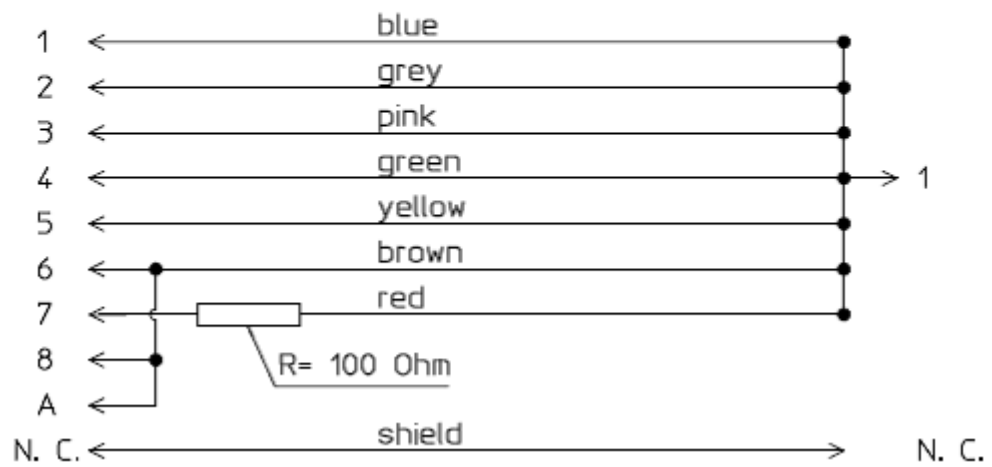 1 blue
2 grey
3 pink
4 green 1
5 yellow
6 brown
7 red
8 R= 100 Ohm
A
N. C. shield N. C.